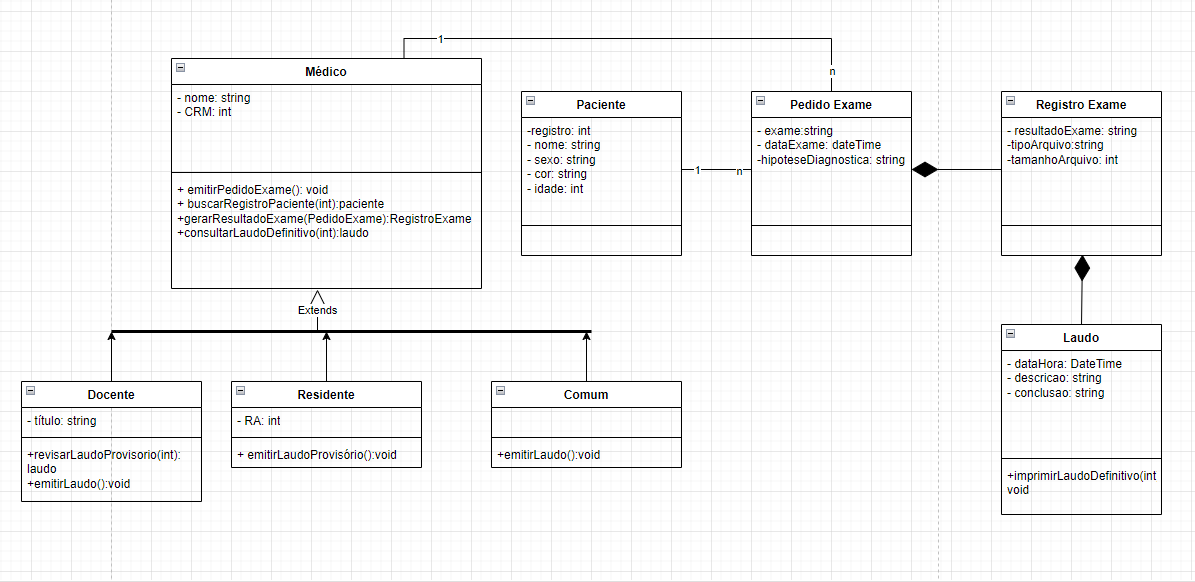 1
n
Médico
- nome: string
- CRM: int
+ emitirPedidoExame(): void
+ buscarRegistroPaciente(int):paciente
+gerarResultadoExame(PedidoExame):RegistroExame
+consultarLaudoDefinitivo(int):laudo
Paciente
-registro: int
- nome: string
- sexo: string
- cor: string
- idade: int
1
n
Pedido Exame
- exame:string
- dataExame: dateTime
-hipoteseDiagnostica: string
Registro Exame
- resultadoExame: string
-tipoArquivo:string
-tamanhoArquivo: int
Extends
Docente
- título: string
+revisarLaudoProvisorio(int):
laudo
+emitirLaudo():void
Residente
- RA: int
+ emitirLaudoProvisório():void
Comum
+emitirLaudo():void
Laudo
- dataHora: DateTime
- descricao: string
- conclusao: string
+imprimirLaudoDefinitivo(int
void